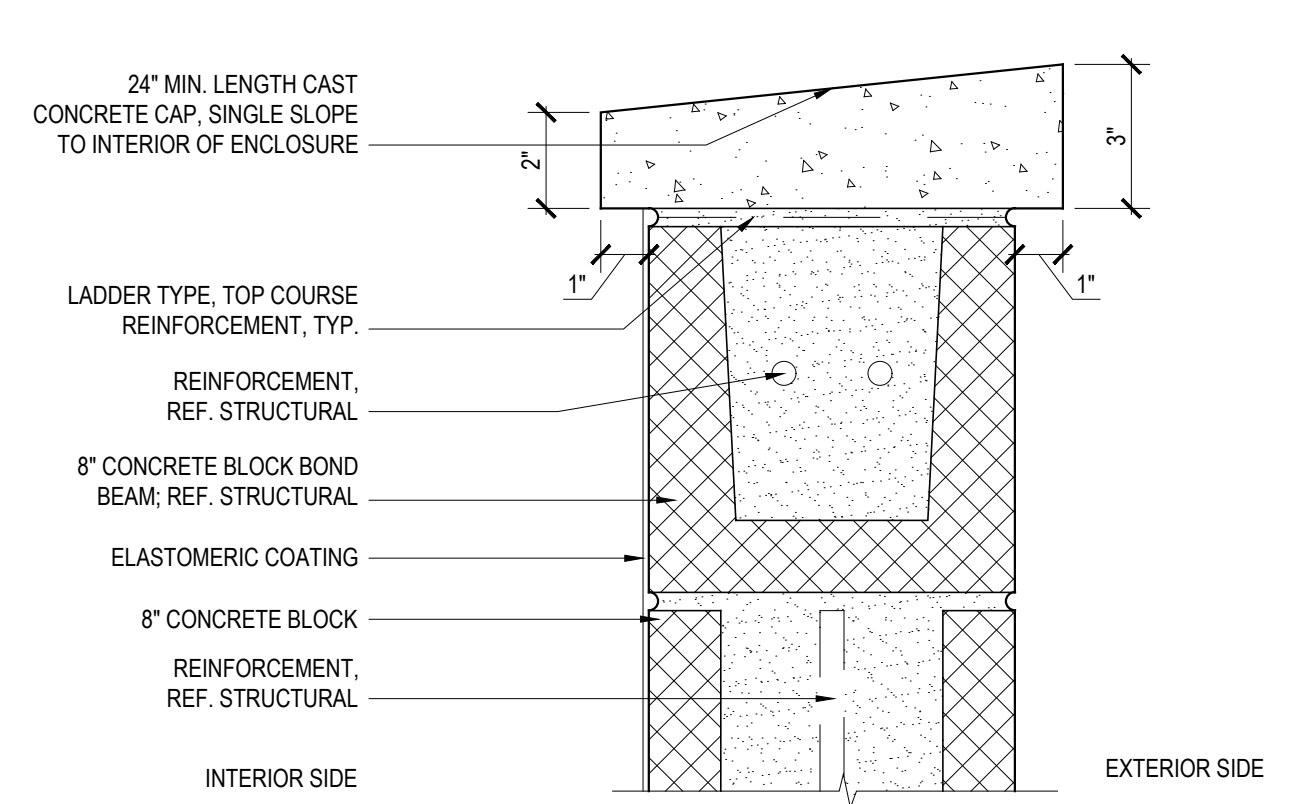 24" MIN. LENGTH CAST
CONCRETE CAP, SINGLE SLOPE
TO INTERIOR OF ENCLOSURE
2"
3"
1"
1"
LADDER TYPE, TOP COURSE
REINFORCEMENT, TYP.
REINFORCEMENT,
REF. STRUCTURAL
8" CONCRETE BLOCK BOND
BEAM; REF. STRUCTURAL
ELASTOMERIC COATING
8" CONCRETE BLOCK
REINFORCEMENT,
REF. STRUCTURAL
INTERIOR SIDE
EXTERIOR SIDE